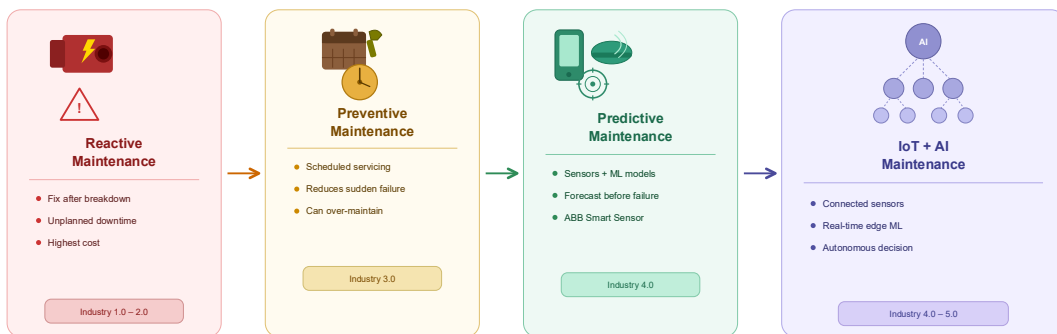 !
Reactive
Maintenance
Fix after breakdown
Unplanned downtime
Highest cost
Industry 1.0 – 2.0
Preventive
Maintenance
Scheduled servicing
Reduces sudden failure
Can over-maintain
Industry 3.0
Predictive
Maintenance
Sensors + ML models
Forecast before failure
ABB Smart Sensor
Industry 4.0
AI
IoT + AI
Maintenance
Connected sensors
Real-time edge ML
Autonomous decision
Industry 4.0 – 5.0